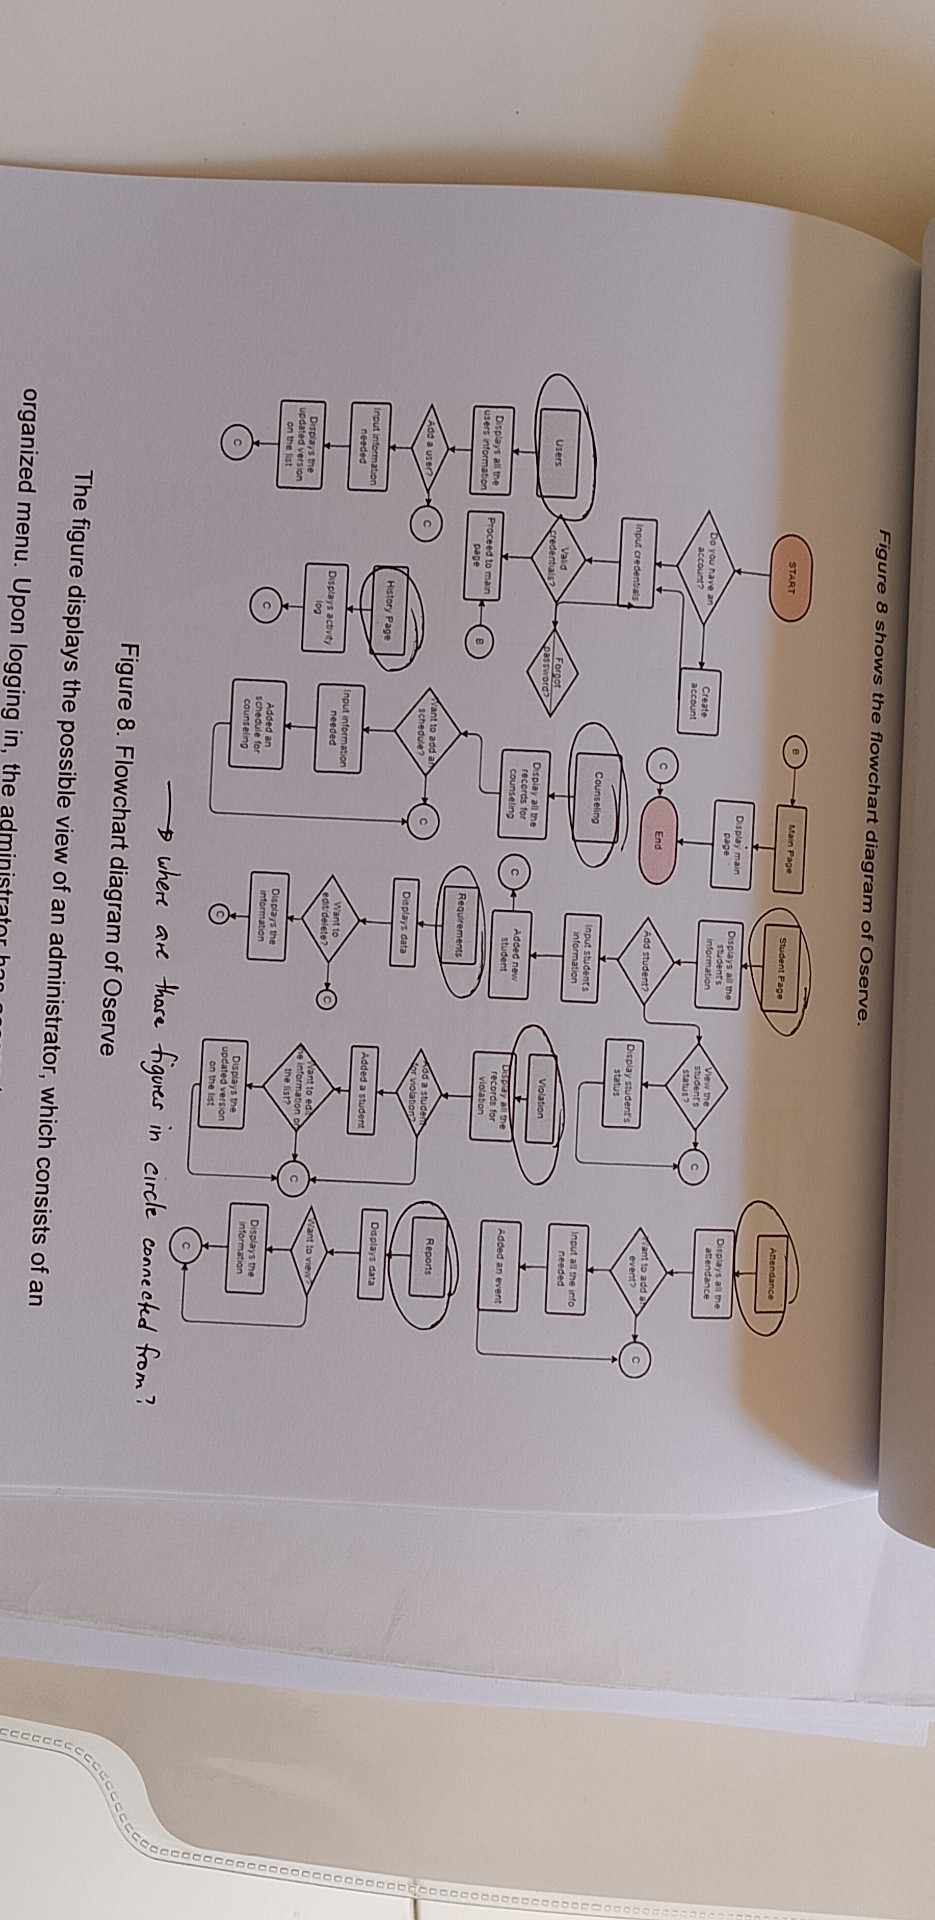 Figure 8 shows the flowchart diagram of Oserve.
START
Do you have an
account?
Create
account
Input credentials
Valid
credentials?
Forgot
password?
Proceed to main
page
B
Users
Displays all the
users information
Add a user?
C
Input information
needed
Displays the
updated version
on the list
C
History Page
Displays activity
log
C
B
Main Page
Display main
page
C
End
Counseling
Display all the
records for
counseling
Want to add an
schedule?
C
Input information
needed
Added an
schedule for
counseling
Student Page
Displays all the
student's
information
Add student?
Input student's
information
Added new
student
C
View the
student's
status?
C
Display student's
status
Requirements
Displays data
Want to
edit/delete?
C
Displays the
information
C
Violation
Display all the
records for
violation
Add a student
for violation?
Added a student
Want to edit
the information on
the list?
C
Displays the
updated version
on the list
Attendance
Displays all the
attendance
Want to add an
event?
C
Input all the info
needed
Added an event
Reports
Displays data
Want to view?
Displays the
information
C
where are those figures in circle connected from?
Figure 8. Flowchart diagram of Oserve
The figure displays the possible view of an administrator, which consists of an
organized menu. Upon logging in, the administrator has